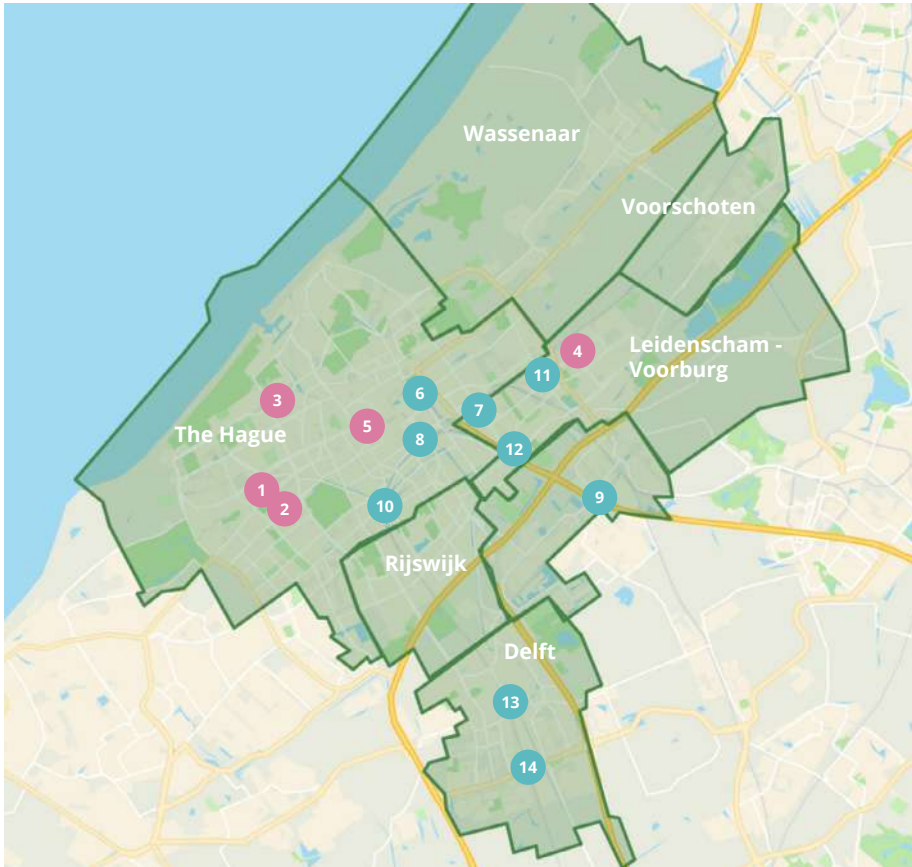 Wassenaar
Voorschoten
Leidenscham -
Voorburg
4
11
3
6
7
5
The Hague
8
12
1
9
2
10
Rijswijk
Delft
13
14